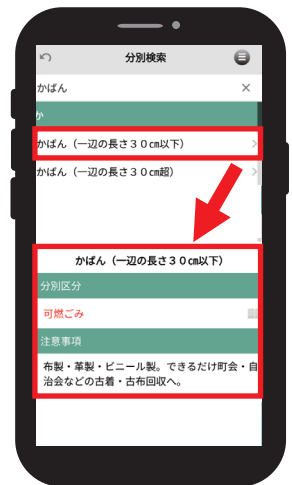 分別検索
かばん
か
かばん（一辺の長さ３０㎝以下）
かばん（一辺の長さ３０㎝超）
かばん（一辺の長さ３０㎝以下）
分別区分
可燃ごみ
注意事項
布製・革製・ビニール製。できるだけ町会・自
治会などの古着・古布回収へ。